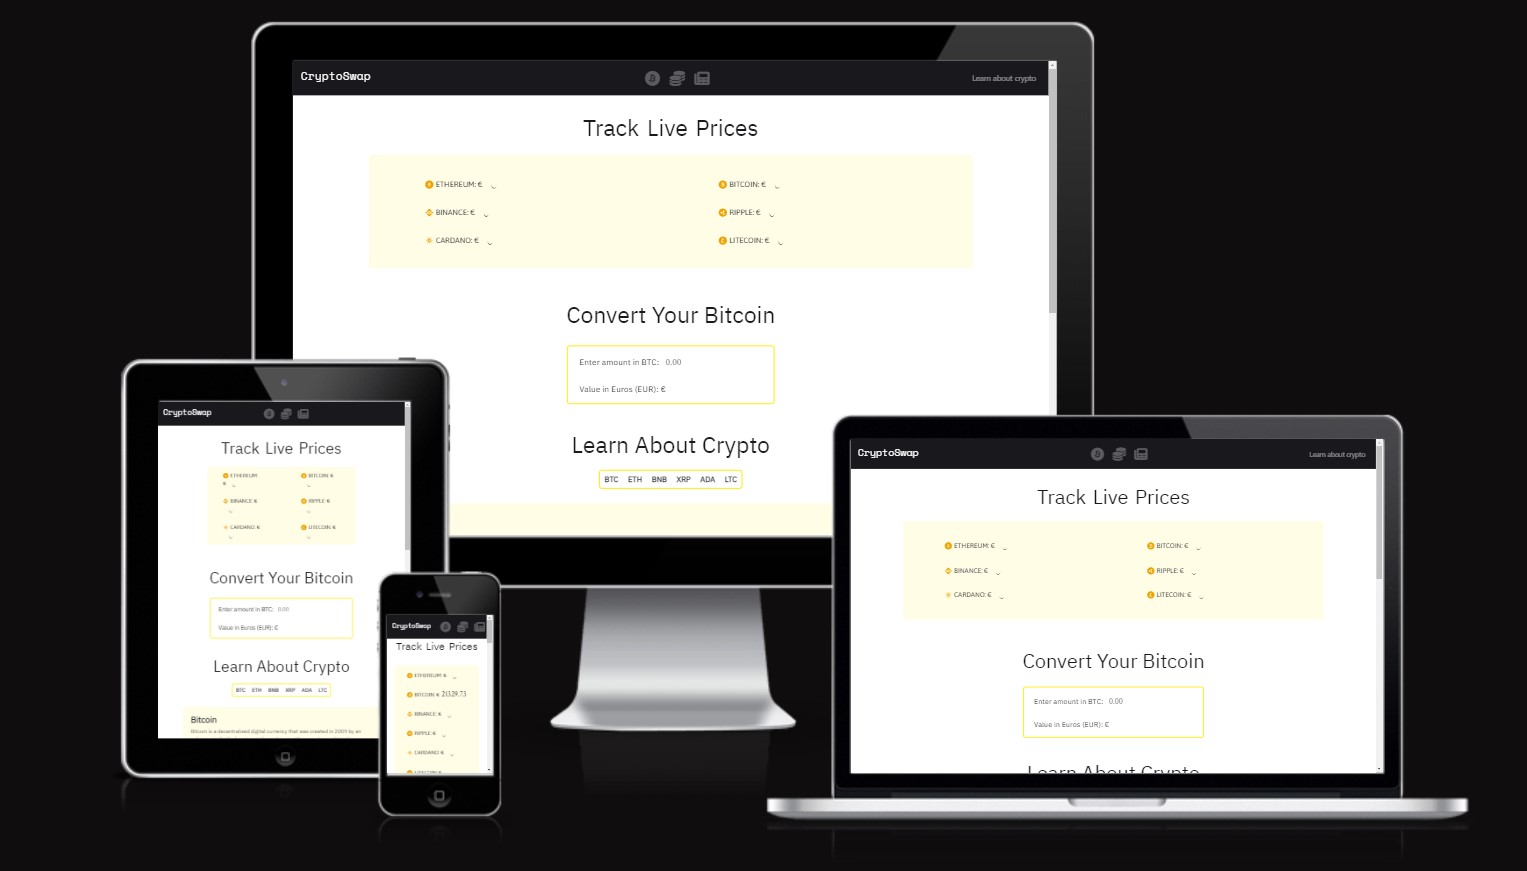 CryptoSwap
Learn about crypto
Track Live Prices
ETHEREUM: €
BITCOIN: €
BINANCE: €
RIPPLE: €
CARDANO: €
LITECOIN: €
Convert Your Bitcoin
Enter amount in BTC: 0.00
Value in Euros (EUR): €
Learn About Crypto
BTC ETH BNB XRP ADA LTC
CryptoSwap
Track Live Prices
ETHEREUM: €
BITCOIN: €
BINANCE: €
RIPPLE: €
CARDANO: €
LITECOIN: €
Convert Your Bitcoin
Enter amount in BTC: 0.00
Value in Euros (EUR): €
Learn About Crypto
BTC ETH BNB XRP ADA LTC
Bitcoin
Bitcoin is a decentralised digital currency that was created in 2009 by an
CryptoSwap
Track Live Prices
ETHEREUM: €
BITCOIN: € 21329.73
BINANCE: €
RIPPLE: €
CARDANO: €
LITECOIN: €
CryptoSwap
Learn about crypto
Track Live Prices
ETHEREUM: €
BITCOIN: €
BINANCE: €
RIPPLE: €
CARDANO: €
LITECOIN: €
Convert Your Bitcoin
Enter amount in BTC: 0.00
Value in Euros (EUR): €
Learn About Crypto